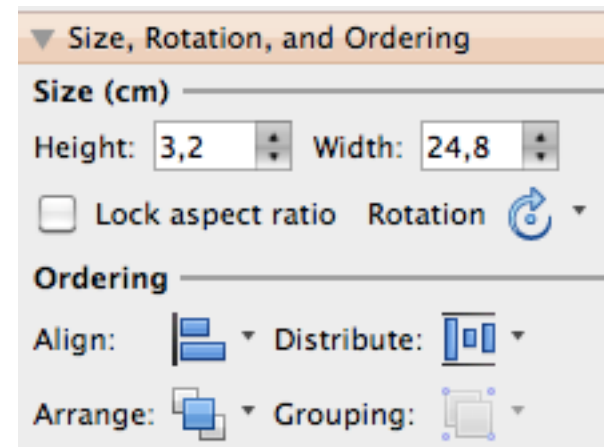 Size, Rotation, and Ordering
Size (cm)
Height: 3,2 Width: 24,8
Lock aspect ratio Rotation
Ordering
Align: Distribute:
Arrange: Grouping: